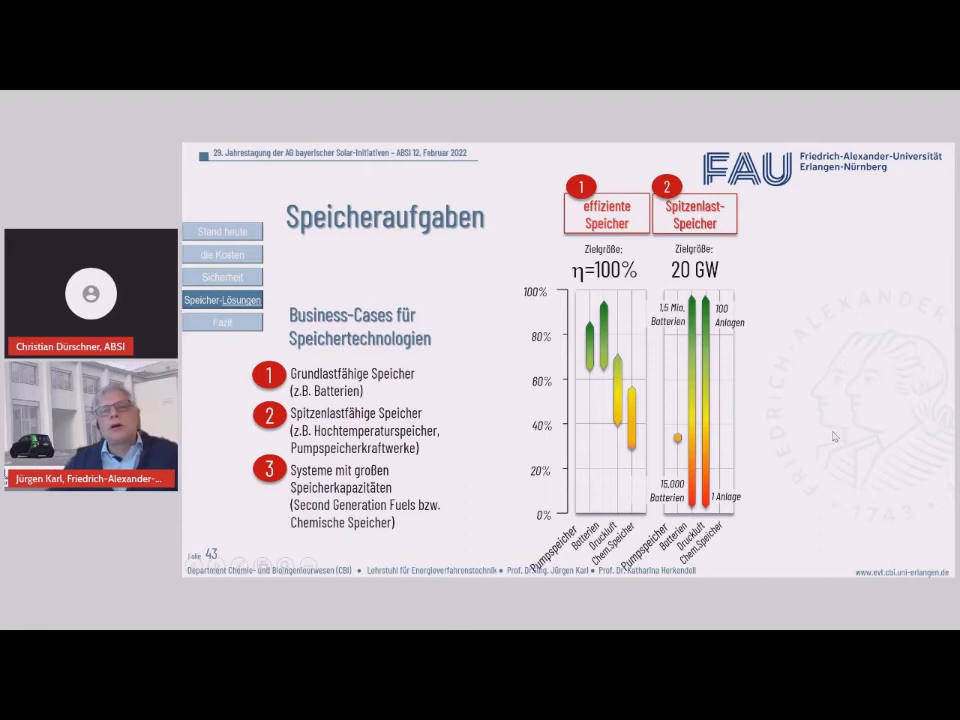 29. Jahrestagung der AG bayerischer Solar-Initiativen – ABSI 12. Februar 2022
FAU Friedrich-Alexander-Universität
Erlangen-Nürnberg
Speicheraufgaben
Stand heute
die Kosten
Sicherheit
Speicher-Lösungen
Fazit
Business-Cases für
Speichertechnologien
1 Grundlastfähige Speicher
(z.B. Batterien)
2 Spitzenlastfähige Speicher
(z.B. Hochtemperaturspeicher,
Pumpspeicherkraftwerke)
3 Systeme mit großen
Speicherkapazitäten
(Second Generation Fuels bzw.
Chemische Speicher)
1
effiziente
Speicher
Zielgröße:
η=100%
2
Spitzenlast-
Speicher
Zielgröße:
20 GW
100%
80%
60%
40%
20%
0%
1,5 Mio.
Batterien
100
Anlagen
15.000
Batterien
1 Anlage
Pumpspeicher
Batterien
Druckluft
Chem.Speicher
Pumpspeicher
Batterien
Druckluft
Chem.Speicher
FRIEDRICH ALEXANDER
1743
Christian Dürschner, ABSI
Jürgen Karl, Friedrich-Alexander-...
Folie 43
Department Chemie- und Bioingenieurwesen (CBI) • Lehrstuhl für Energieverfahrenstechnik • Prof. Dr.-Ing. Jürgen Karl • Prof. Dr. Katharina Herkendell
www.evt.cbi.uni-erlangen.de